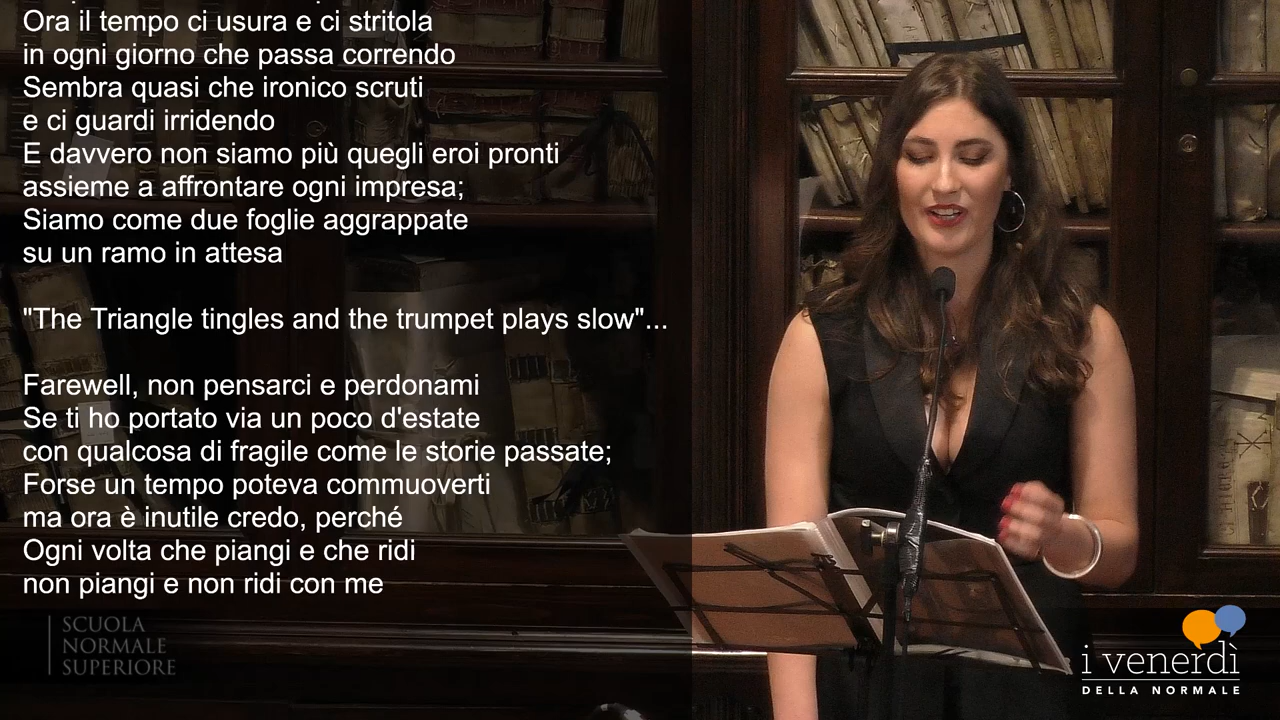 Ora il tempo ci usura e ci stritola
in ogni giorno che passa correndo
Sembra quasi che ironico scruti
e ci guardi irridendo
E davvero non siamo più quegli eroi pronti
assieme a affrontare ogni impresa;
Siamo come due foglie aggrappate
su un ramo in attesa
"The Triangle tingles and the trumpet plays slow"...
Farewell, non pensarci e perdonami
Se ti ho portato via un poco d'estate
con qualcosa di fragile come le storie passate;
Forse un tempo poteva commuoverti
ma ora è inutile credo, perché
Ogni volta che piangi e che ridi
non piangi e non ridi con me
SCUOLA
NORMALE
SUPERIORE
i venerdì
DELLA NORMALE